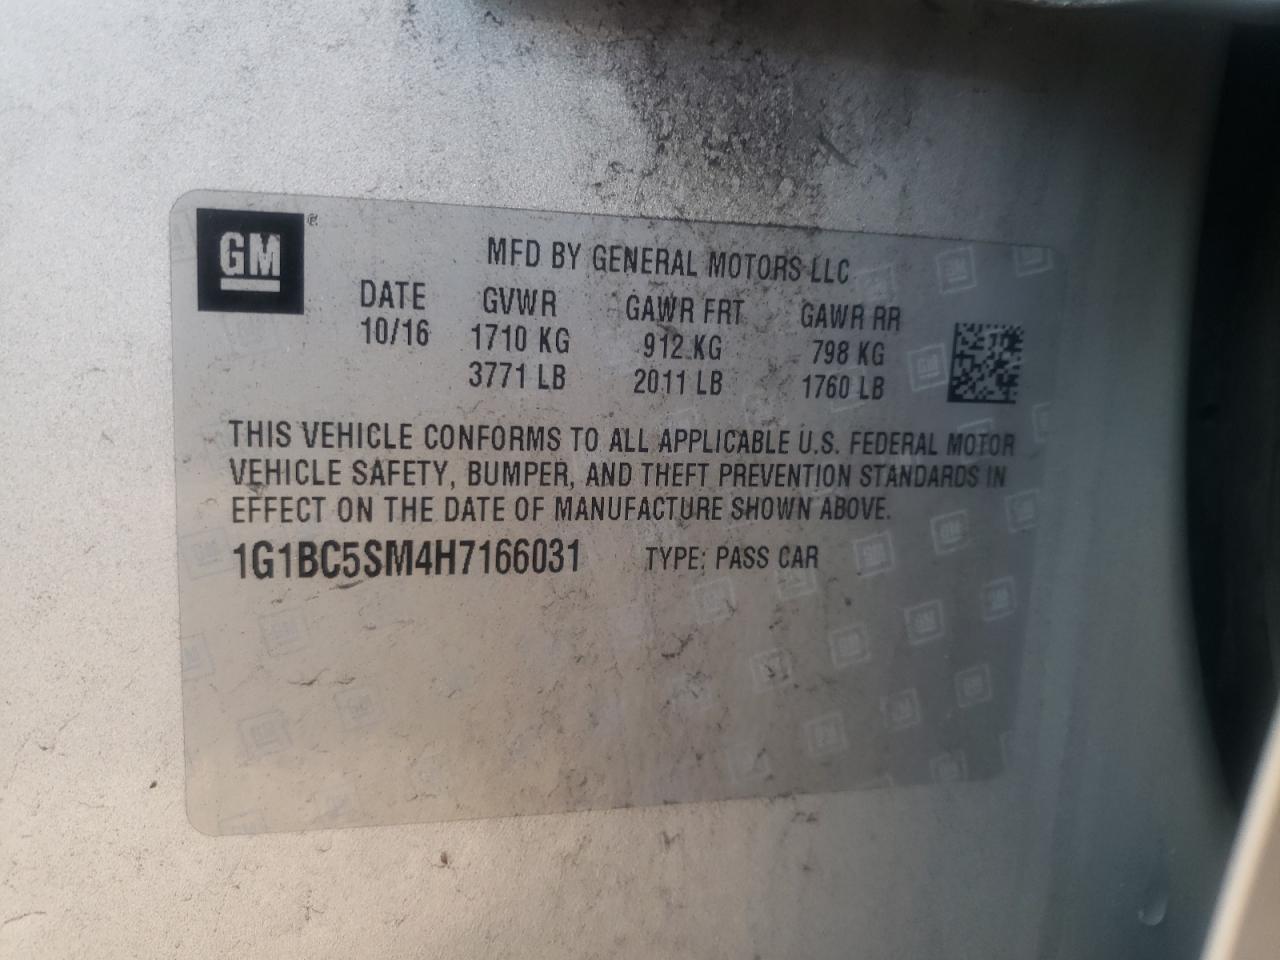 GM ®
MFD BY GENERAL MOTORS LLC
DATE GVWR GAWR FRT GAWR RR
10/16 1710 KG 912 KG 798 KG
3771 LB 2011 LB 1760 LB
THIS VEHICLE CONFORMS TO ALL APPLICABLE U.S. FEDERAL MOTOR
VEHICLE SAFETY, BUMPER, AND THEFT PREVENTION STANDARDS IN
EFFECT ON THE DATE OF MANUFACTURE SHOWN ABOVE.
1G1BC5SM4H7166031 TYPE: PASS CAR